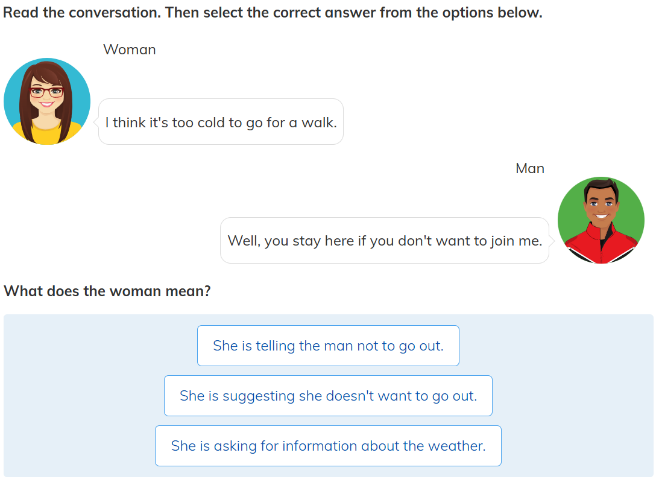 Read the conversation. Then select the correct answer from the options below.
Woman
I think it's too cold to go for a walk.
Man
Well, you stay here if you don't want to join me.
What does the woman mean?
She is telling the man not to go out.
She is suggesting she doesn't want to go out.
She is asking for information about the weather.